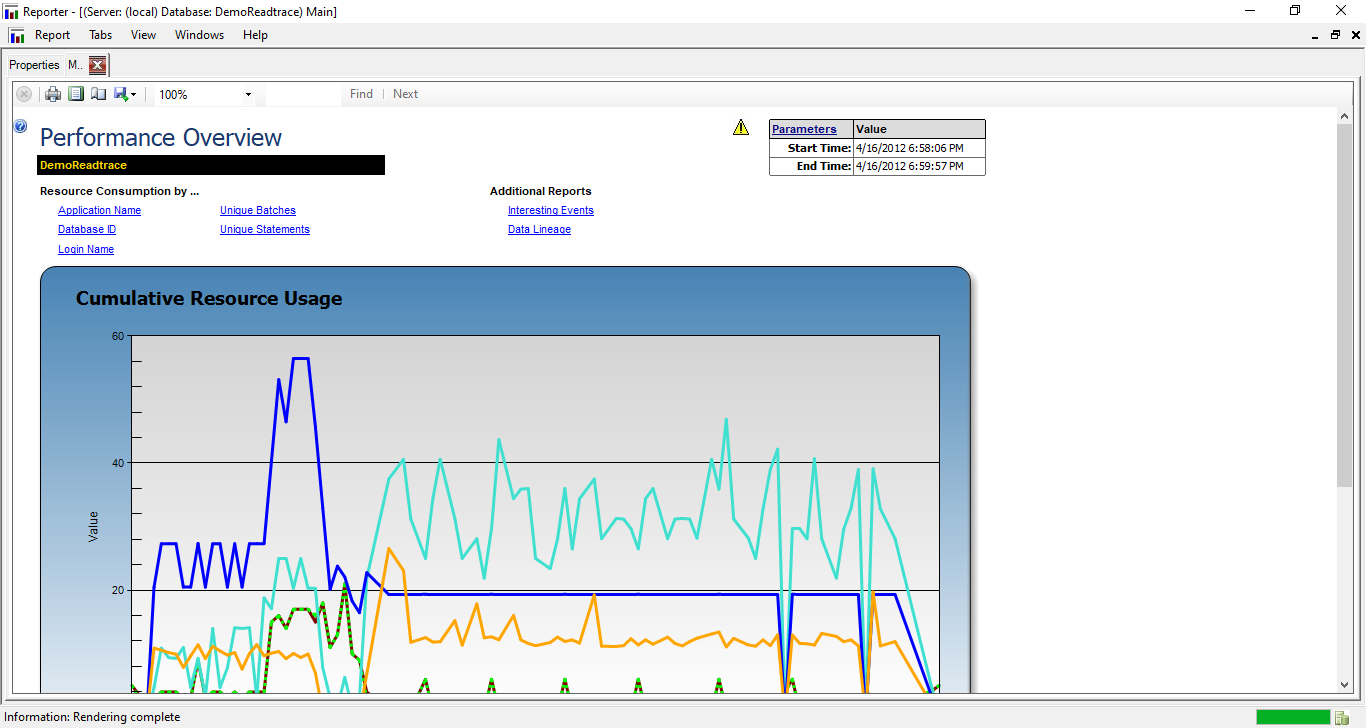 Reporter - [(Server: (local) Database: DemoReadtrace) Main]
Report Tabs View Windows Help
Properties M..
100% Find | Next
Performance Overview
DemoReadtrace
Parameters Value
Start Time: 4/16/2012 6:58:06 PM
End Time: 4/16/2012 6:59:57 PM
Resource Consumption by ... Additional Reports
Application Name Unique Batches Interesting Events
Database ID Unique Statements Data Lineage
Login Name
Cumulative Resource Usage
60
40
Value
20
Information: Rendering complete